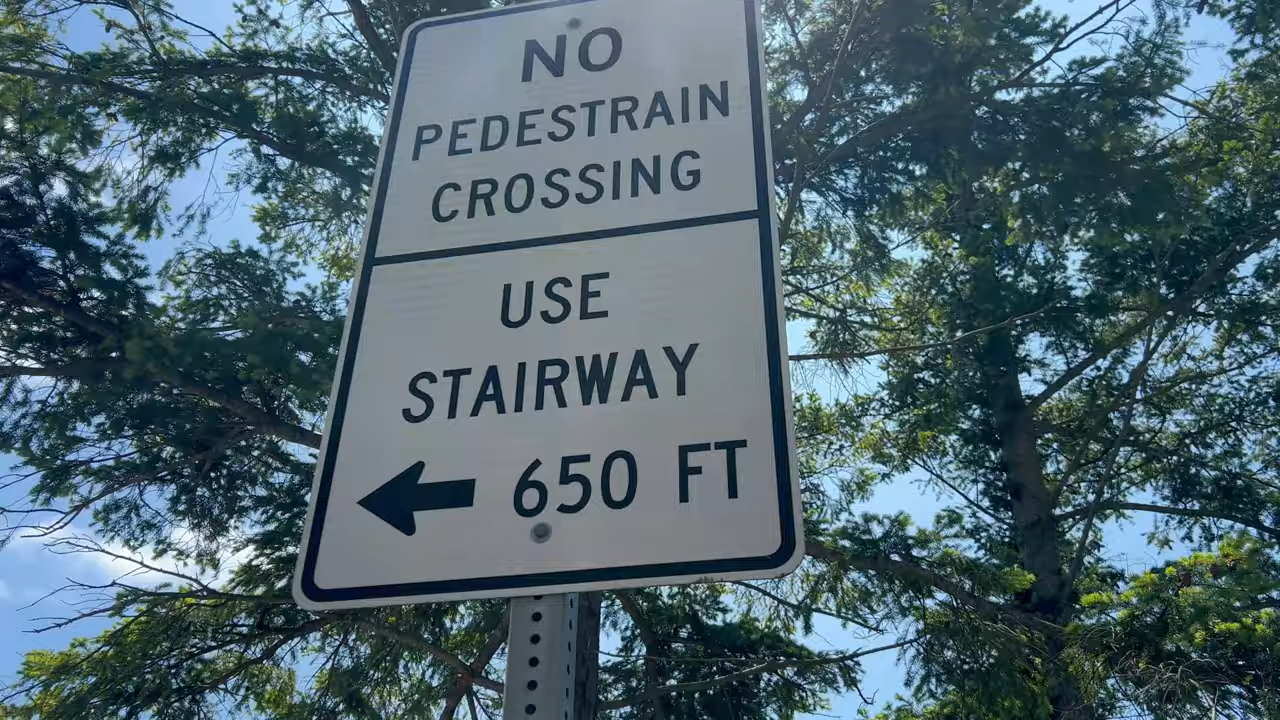 NO
PEDESTRAIN
CROSSING
USE
STAIRWAY
← 650 FT